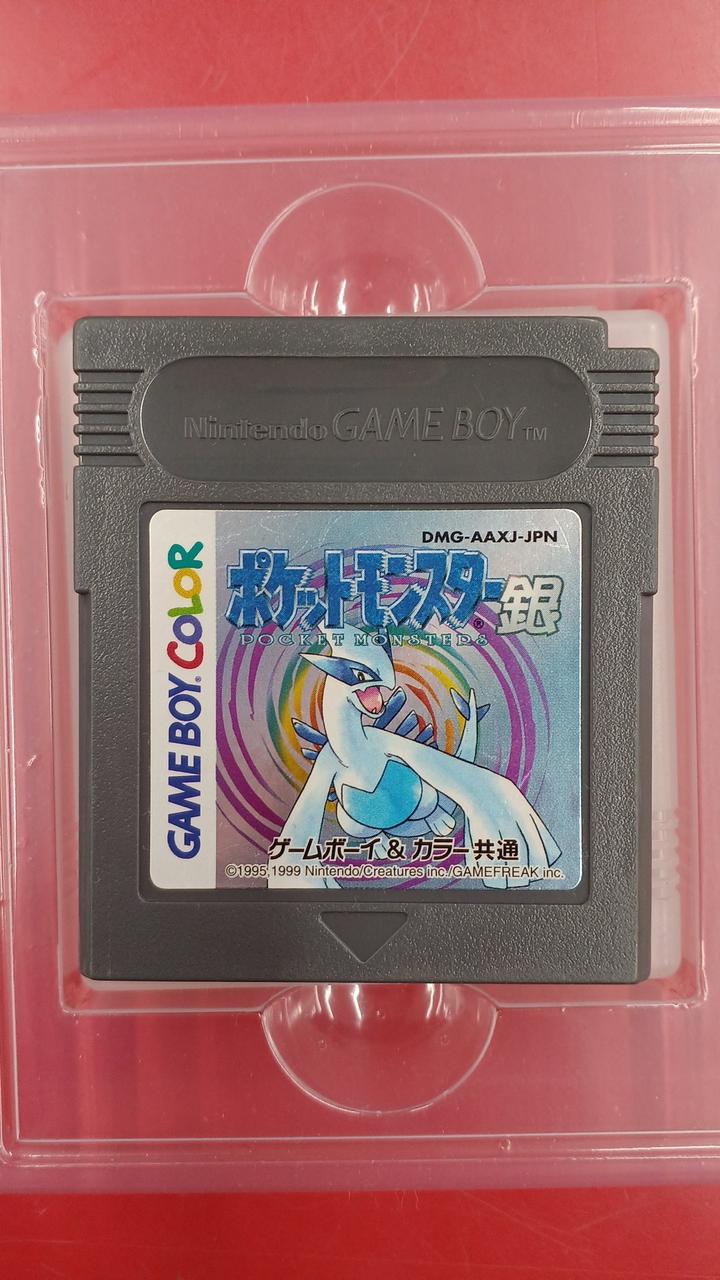 Nintendo GAME BOY TM
GAME BOY® COLOR
DMG-AAXJ-JPN
ポケットモンスター®銀
POCKET MONSTERS
ゲームボーイ & カラー共通
©1995,1999 Nintendo/Creatures inc./GAMEFREAK inc.